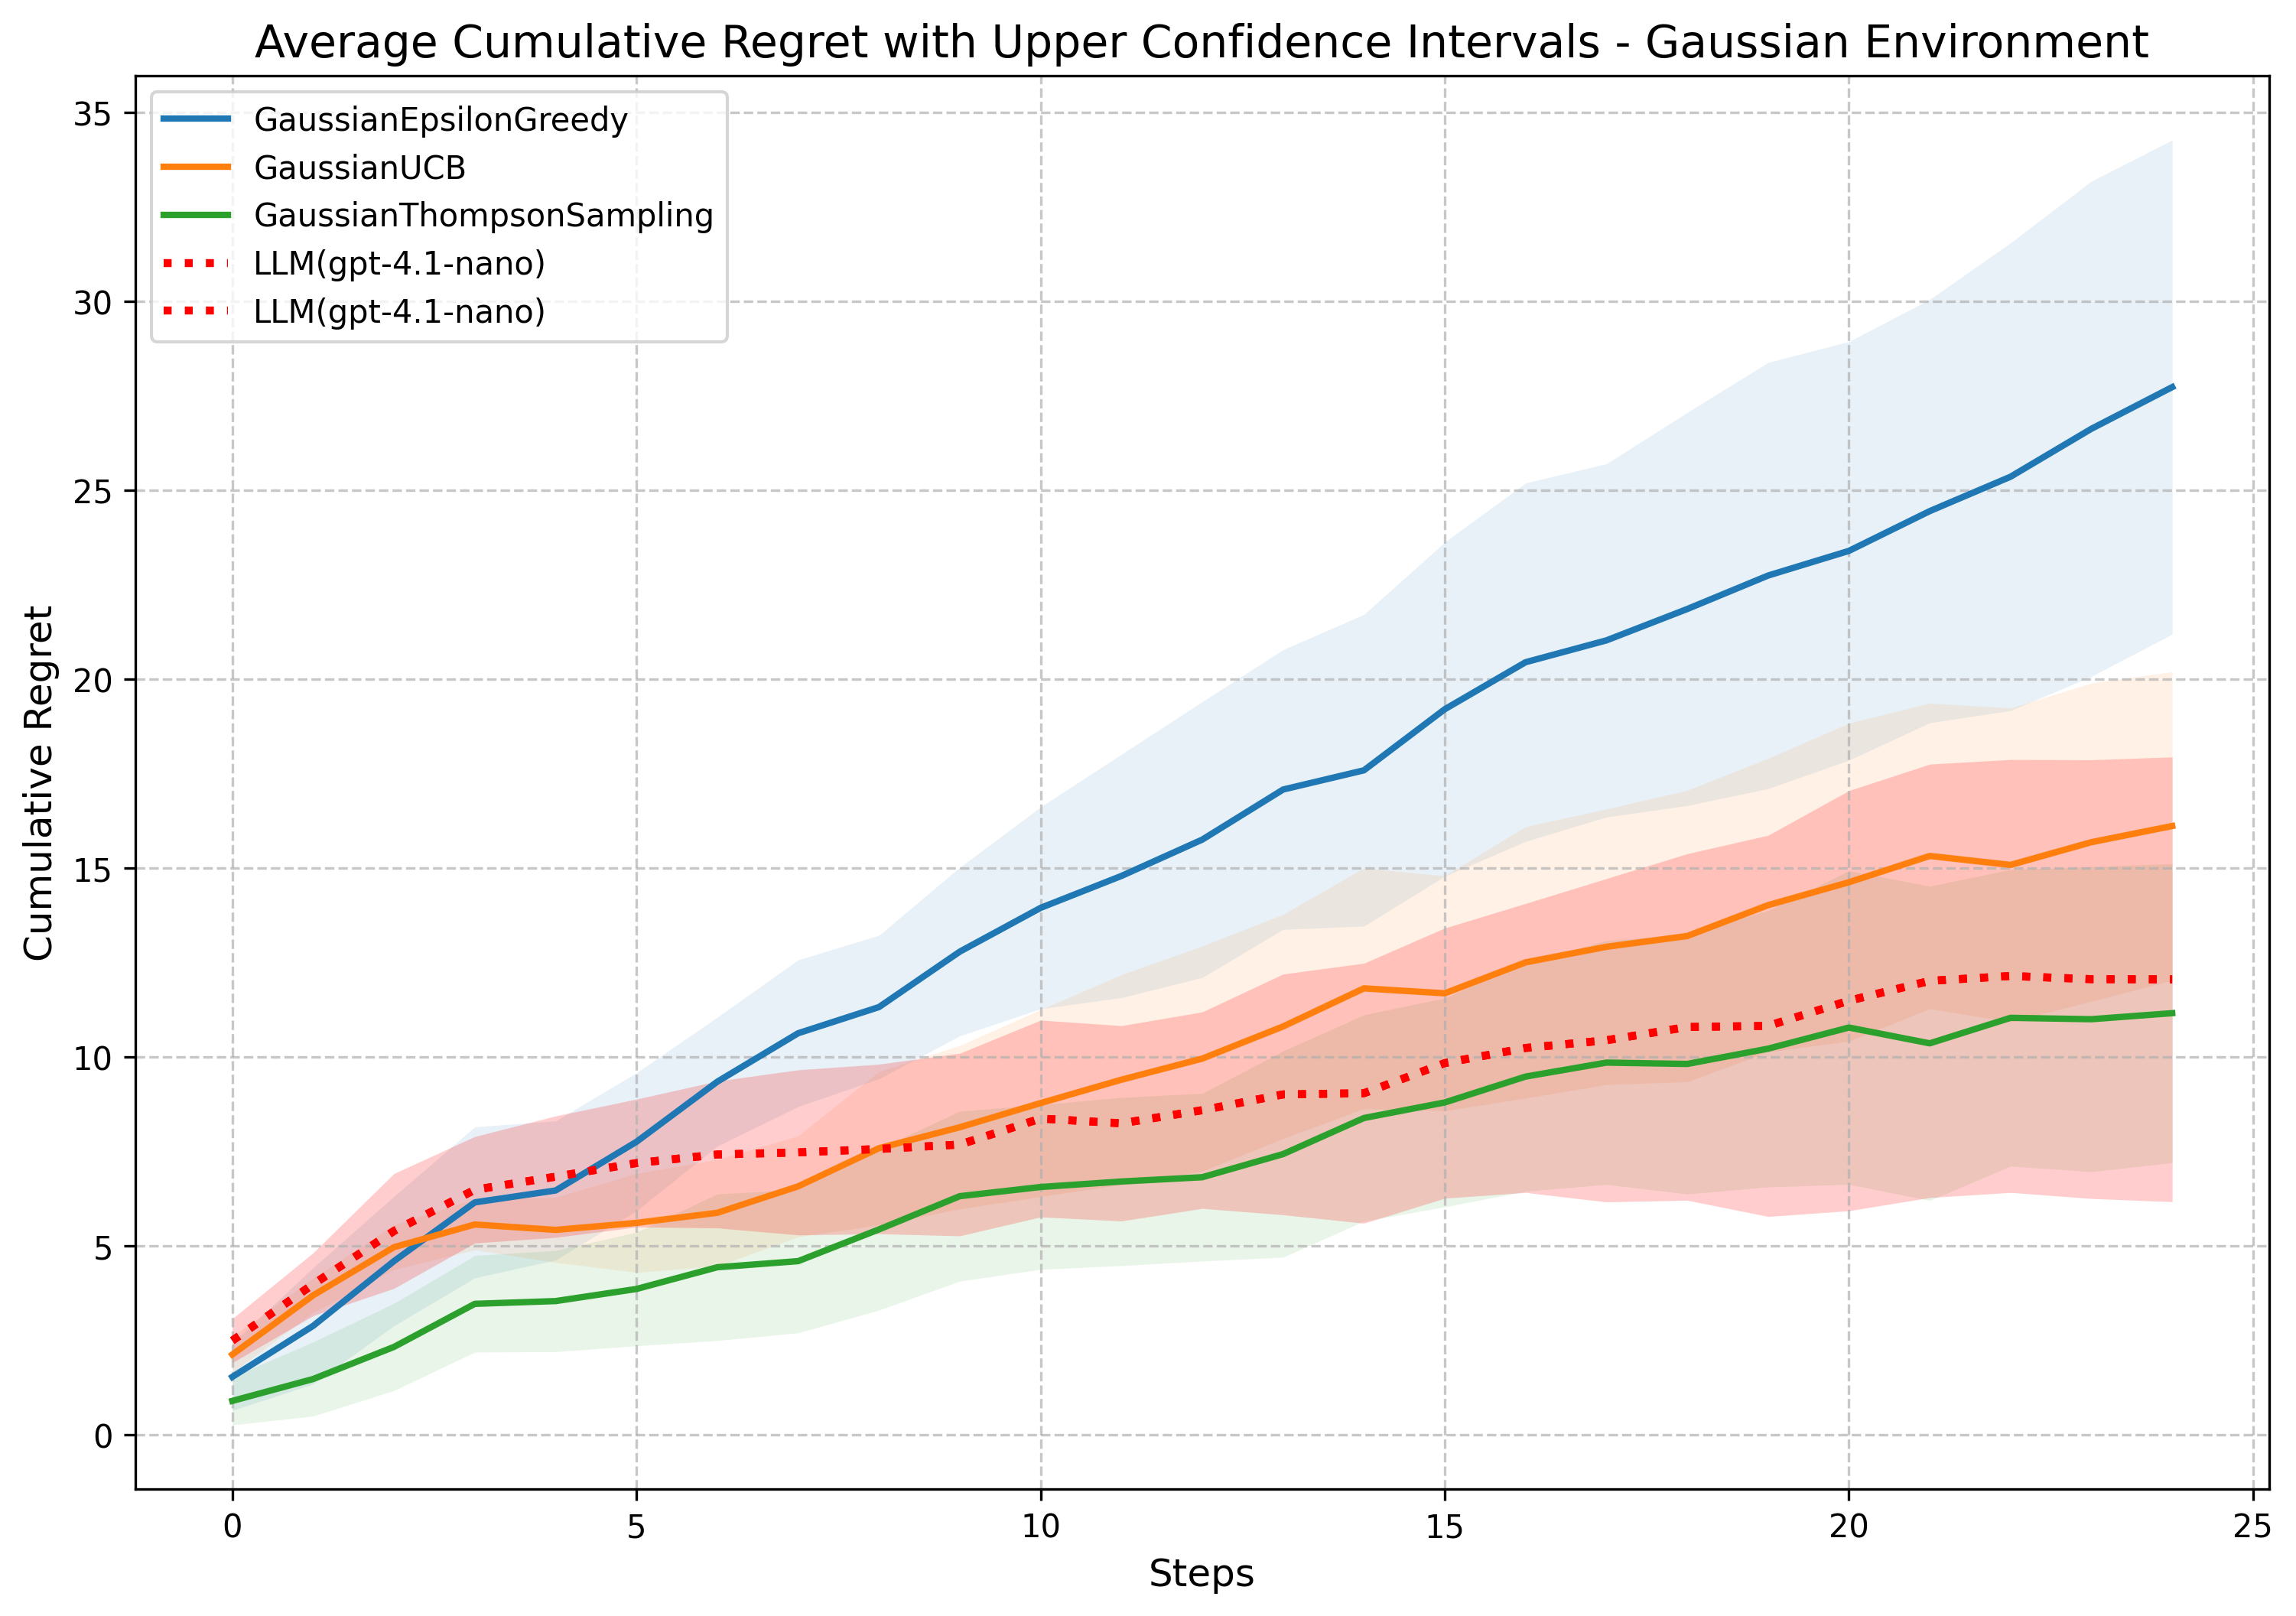 Average Cumulative Regret with Upper Confidence Intervals - Gaussian Environment
GaussianEpsilonGreedy
GaussianUCB
GaussianThompsonSampling
LLM(gpt-4.1-nano)
LLM(gpt-4.1-nano)
Cumulative Regret
35
30
25
20
15
10
5
0
0 5 10 15 20 25
Steps